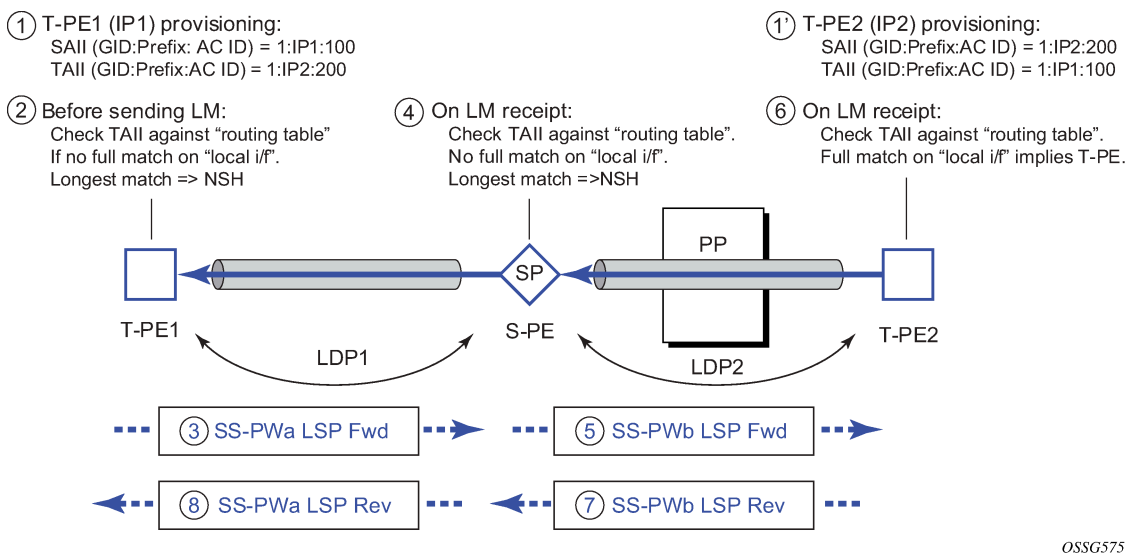 1 T-PE1 (IP1) provisioning:
SAII (GID:Prefix: AC ID) = 1:IP1:100
TAII (GID:Prefix:AC ID) = 1:IP2:200
1' T-PE2 (IP2) provisioning:
SAII (GID:Prefix:AC ID) = 1:IP2:200
TAII (GID:Prefix:AC ID) = 1:IP1:100
2 Before sending LM:
Check TAII against “routing table”
If no full match on “local i/f”.
Longest match => NSH
4 On LM receipt:
Check TAII against “routing table”.
No full match on “local i/f”.
Longest match =>NSH
6 On LM receipt:
Check TAII against “routing table”.
Full match on “local i/f” implies T-PE.
PP
SP
T-PE1
S-PE
T-PE2
LDP1
LDP2
3 SS-PWa LSP Fwd
5 SS-PWb LSP Fwd
8 SS-PWa LSP Rev
7 SS-PWb LSP Rev
OSSG575